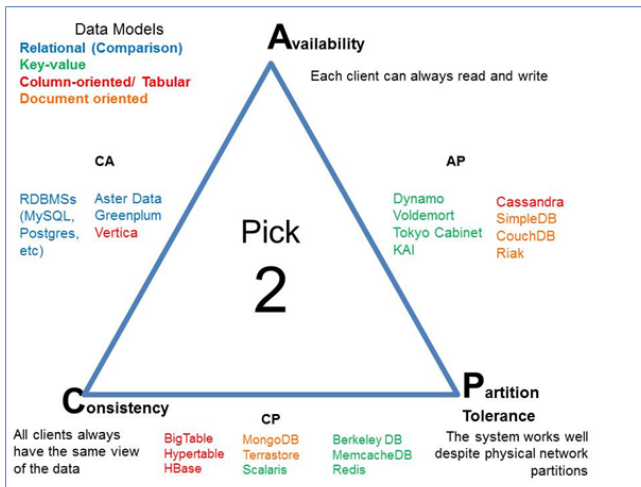 Data Models
Relational (Comparison)
Key-value
Column-oriented/ Tabular
Document oriented
Availability
Each client can always read and write
CA
RDBMSs
(MySQL,
Postgres,
etc)
Aster Data
Greenplum
Vertica
Pick
2
AP
Dynamo
Voldemort
Tokyo Cabinet
KAI
Cassandra
SimpleDB
CouchDB
Riak
Consistency
All clients always
have the same view
of the data
CP
BigTable
Hypertable
HBase
MongoDB
Terrastore
Scalaris
Berkeley DB
MemcacheDB
Redis
Partition
Tolerance
The system works well
despite physical network
partitions